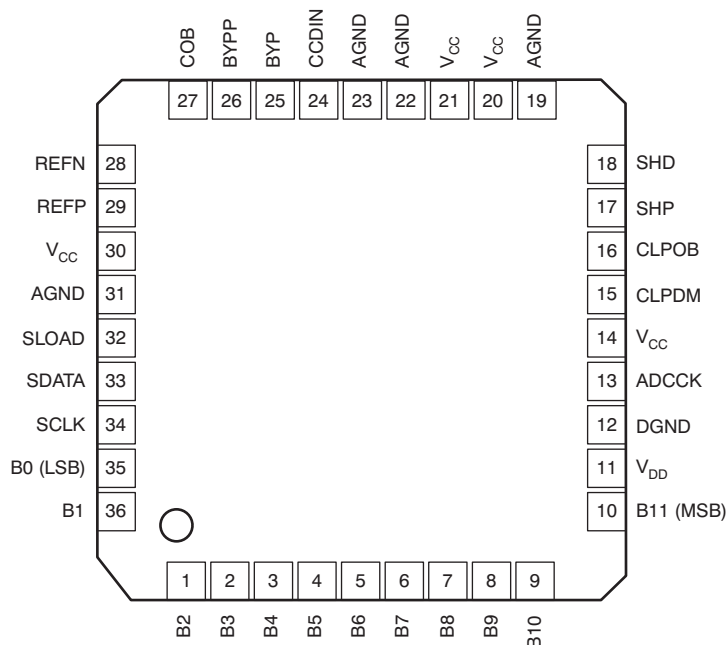 COB BYPP BYP CCDIN AGND AGND VCC VCC AGND
27 26 25 24 23 22 21 20 19
REFN 28 18 SHD
REFP 29 17 SHP
VCC 30 16 CLPOB
AGND 31 15 CLPDM
SLOAD 32 14 VCC
SDATA 33 13 ADCCK
SCLK 34 12 DGND
B0 (LSB) 35 11 VDD
B1 36 10 B11 (MSB)
1 2 3 4 5 6 7 8 9
B2 B3 B4 B5 B6 B7 B8 B9 B10